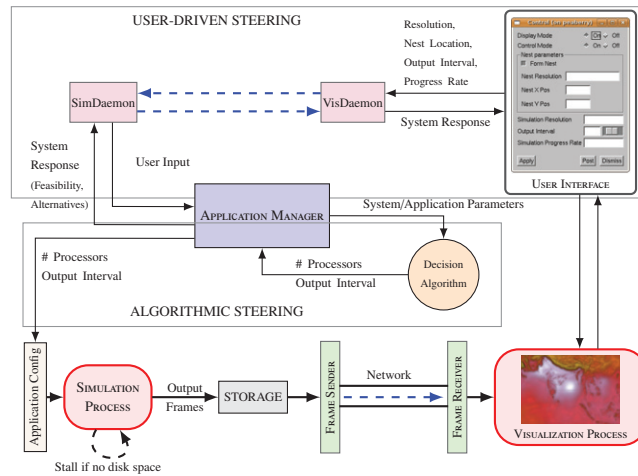 USER-DRIVEN STEERING
Resolution,
Nest Location,
Output Interval,
Progress Rate
SimDaemon
VisDaemon
System Response
System
Response
(Feasibility,
Alternatives)
User Input
Display Mode On Off
Control Mode On Off
Nest parameters
Form Nest
Nest Resolution
Nest X Pos
Nest Y Pos
Simulation Resolution
Output Interval
Simulation Progress Rate
Apply Post Dismiss
USER INTERFACE
APPLICATION MANAGER
System/Application Parameters
# Processors
Output Interval
# Processors
Output Interval
Decision
Algorithm
ALGORITHMIC STEERING
Application Config
SIMULATION
PROCESS
Output
Frames
STORAGE
FRAME SENDER
Network
FRAME RECEIVER
VISUALIZATION PROCESS
Stall if no disk space